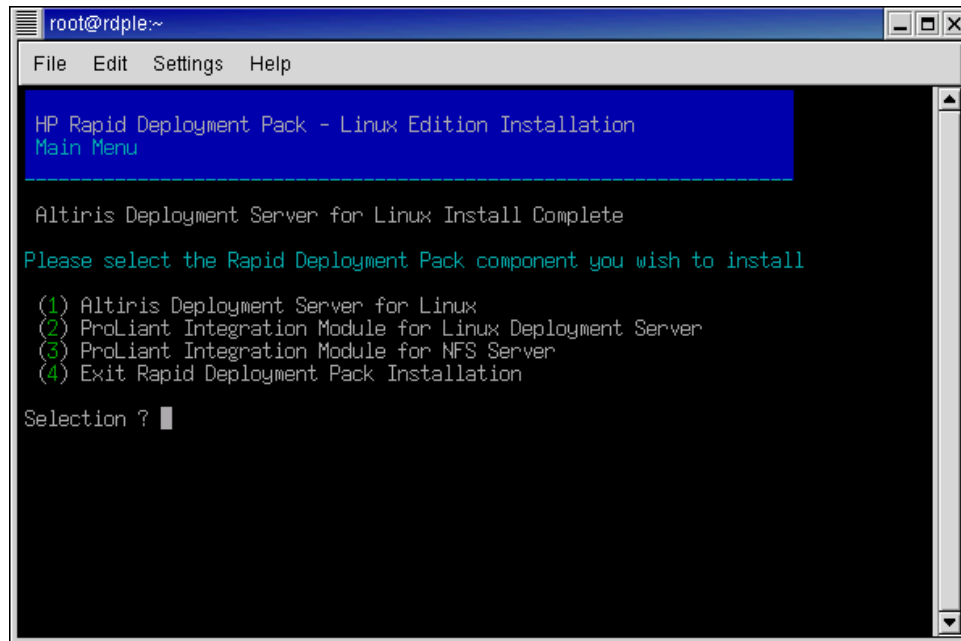 root@rdple:~
File Edit Settings Help
HP Rapid Deployment Pack - Linux Edition Installation
Main Menu
Altiris Deployment Server for Linux Install Complete
Please select the Rapid Deployment Pack component you wish to install
(1) Altiris Deployment Server for Linux
(2) ProLiant Integration Module for Linux Deployment Server
(3) ProLiant Integration Module for NFS Server
(4) Exit Rapid Deployment Pack Installation
Selection ?